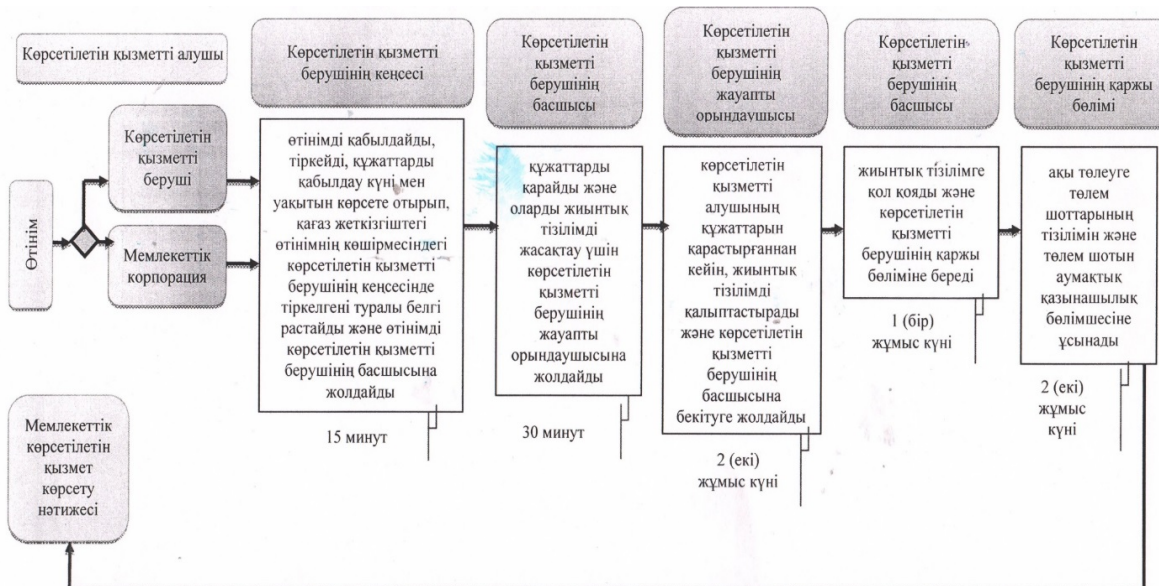 Көрсетілетін қызметті алушы
Көрсетілетін қызметті
берушінің кеңсесі
Көрсетілетін
қызметті
берушінің
басшысы
Көрсетілетін
қызметті
берушінің
жауапты
орындаушысы
Көрсетілетін
қызметті
берушінің
басшысы
Көрсетілетін
қызметті
берушінің қаржы
бөлімі
Өтінім
Көрсетілетін
қызметті
беруші
Мемлекеттік
корпорация
өтінімді қабылдайды,
тіркейді, құжаттарды
қабылдау күні мен
уақытын көрсете отырып,
қағаз жеткізгіштегі
өтінімнің көшірмесіндегі
көрсетілетін қызметті
берушінің кеңсесінде
тіркелгені туралы белгі
растайды және өтінімді
көрсетілетін қызметті
берушінің басшысына
жолдайды
15 минут
құжаттарды
қарайды және
оларды жиынтық
тізілімді
жасақтау үшін
көрсетілетін
қызметті
берушінің
жауапты
орындаушысына
жолдайды
30 минут
көрсетілетін
қызметті
алушының
құжаттарын
қарастырғаннан
кейін, жиынтық
тізілімді
қалыптастырады
және көрсетілетін
қызметті
берушінің
басшысына
бекітуге жолдайды
2 (екі)
жұмыс күні
жиынтық тізілімге
қол қояды және
көрсетілетін
қызметті
берушінің қаржы
бөліміне береді
1 (бір)
жұмыс күні
ақы төлеуге
төлем
шоттарының
тізілімін және
төлем шотын
аумақтық
қазынашылық
бөлімшесіне
ұсынады
2 (екі)
жұмыс
күні
Мемлекеттік
көрсетілетін
қызмет
көрсету
нәтижесі